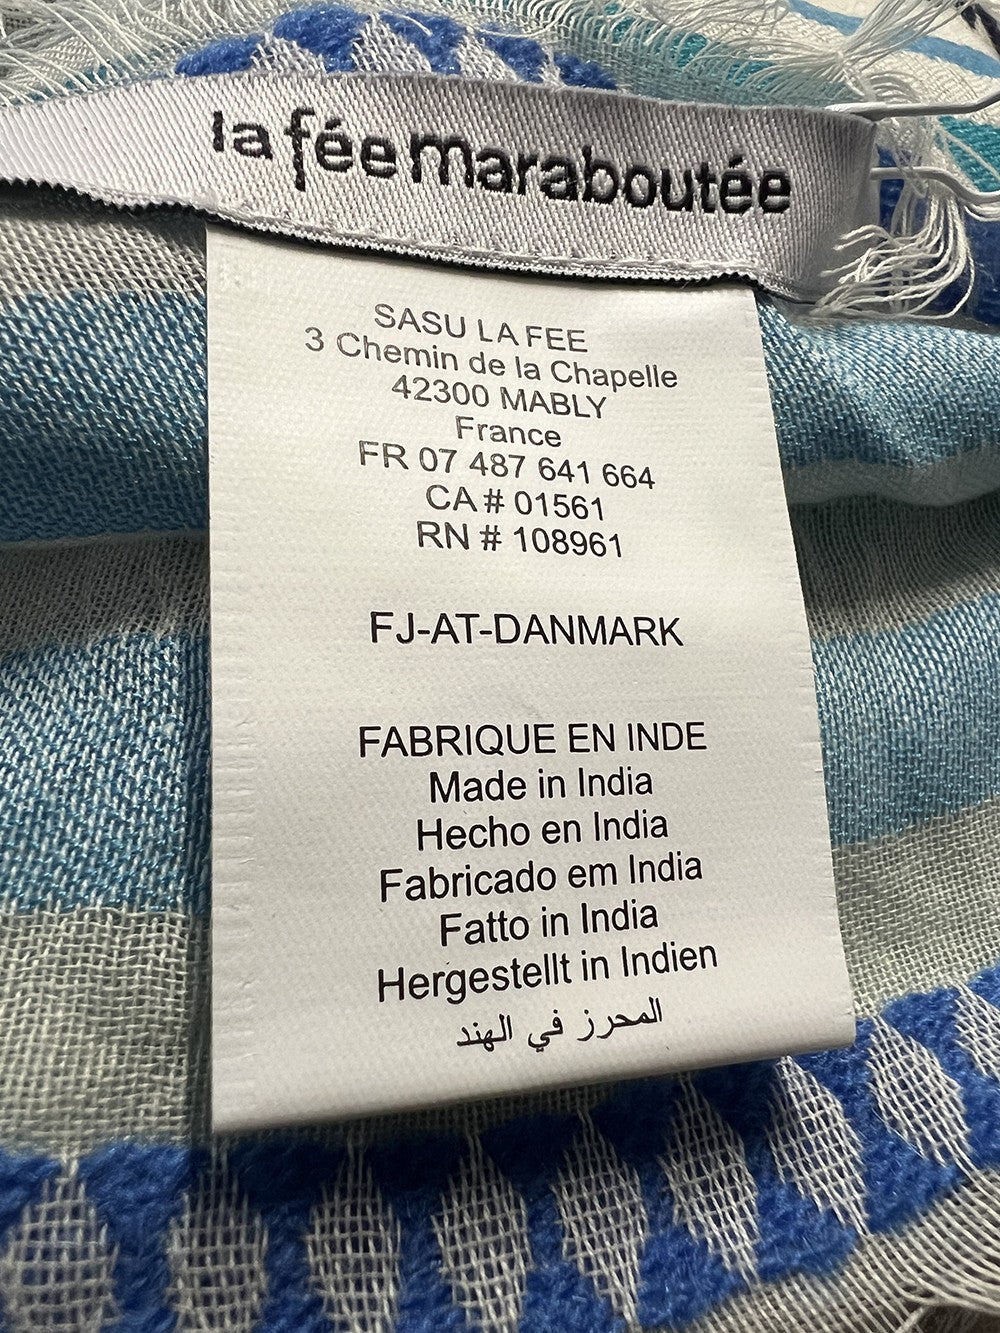 la fée maraboutée
SASU LA FEE
3 Chemin de la Chapelle
42300 MABLY
France
FR 07 487 641 664
CA # 01561
RN # 108961
FJ-AT-DANMARK
FABRIQUE EN INDE
Made in India
Hecho en India
Fabricado em India
Fatto in India
Hergestellt in Indien
المحرز في الهند